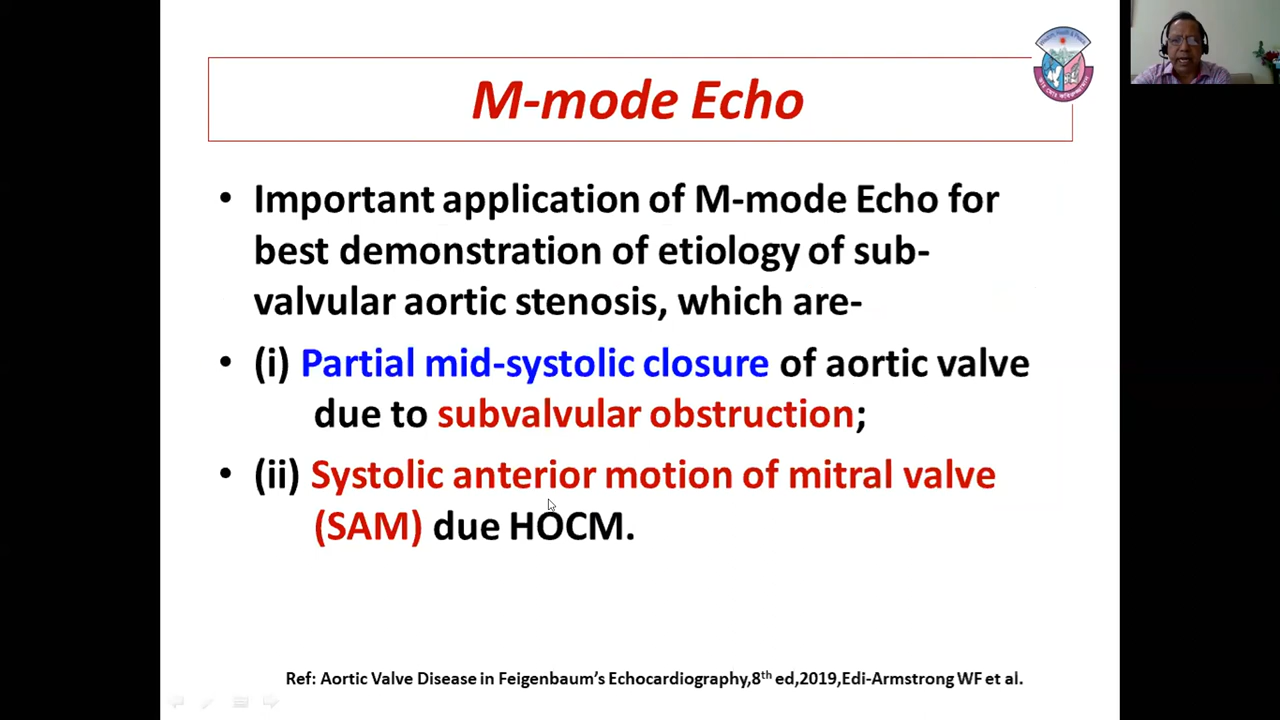 M-mode Echo
• Important application of M-mode Echo for
best demonstration of etiology of sub-
valvular aortic stenosis, which are-
• (i) Partial mid-systolic closure of aortic valve
due to subvalvular obstruction;
• (ii) Systolic anterior motion of mitral valve
(SAM) due HOCM.
Ref: Aortic Valve Disease in Feigenbaum's Echocardiography,8th ed,2019,Edi-Armstrong WF et al.